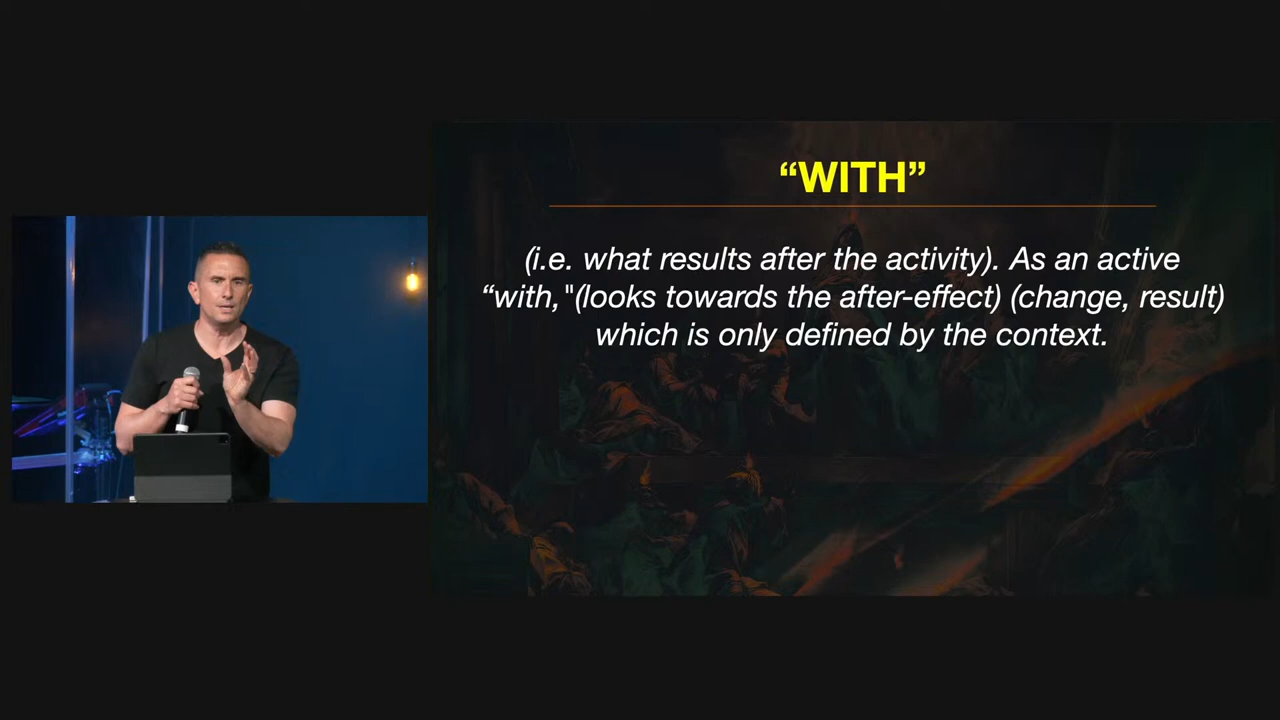 “WITH”
(i.e. what results after the activity). As an active
“with,"(looks towards the after-effect) (change, result)
which is only defined by the context.